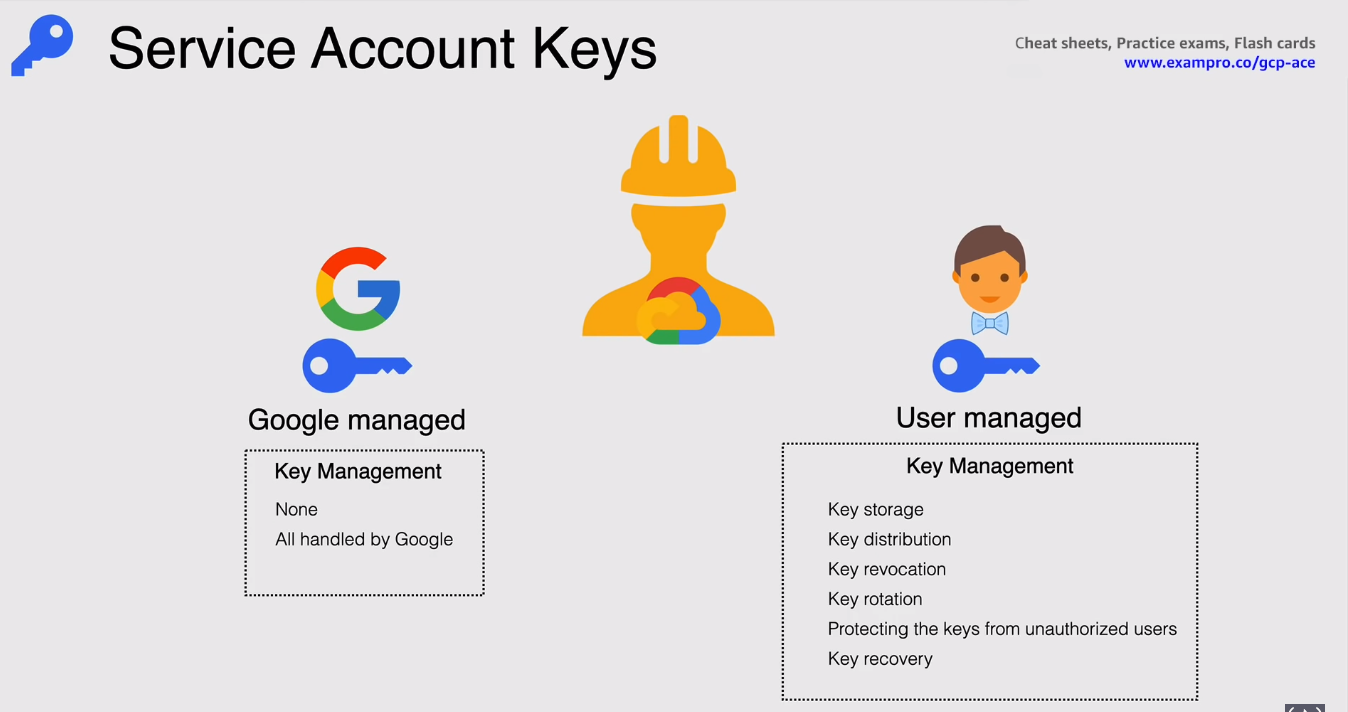 Service Account Keys
Cheat sheets, Practice exams, Flash cards
www.exampro.co/gcp-ace
Google managed
Key Management
None
All handled by Google
User managed
Key Management
Key storage
Key distribution
Key revocation
Key rotation
Protecting the keys from unauthorized users
Key recovery